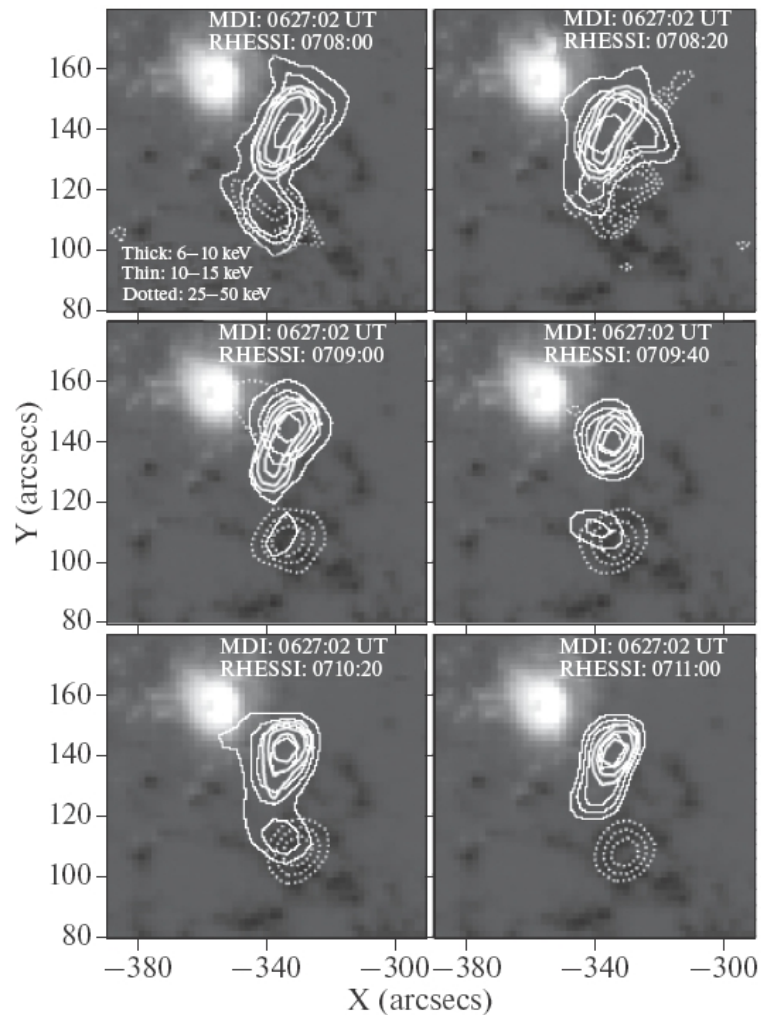 MDI: 0627:02 UT
RHESSI: 0708:00
MDI: 0627:02 UT
RHESSI: 0708:20
160
140
120
100
80
Thick: 6–10 keV
Thin: 10–15 keV
Dotted: 25–50 keV
MDI: 0627:02 UT
RHESSI: 0709:00
MDI: 0627:02 UT
RHESSI: 0709:40
160
140
120
100
80
Y (arcsecs)
MDI: 0627:02 UT
RHESSI: 0710:20
MDI: 0627:02 UT
RHESSI: 0711:00
160
140
120
100
80
−380 −340 −300 −380 −340 −300
X (arcsecs)